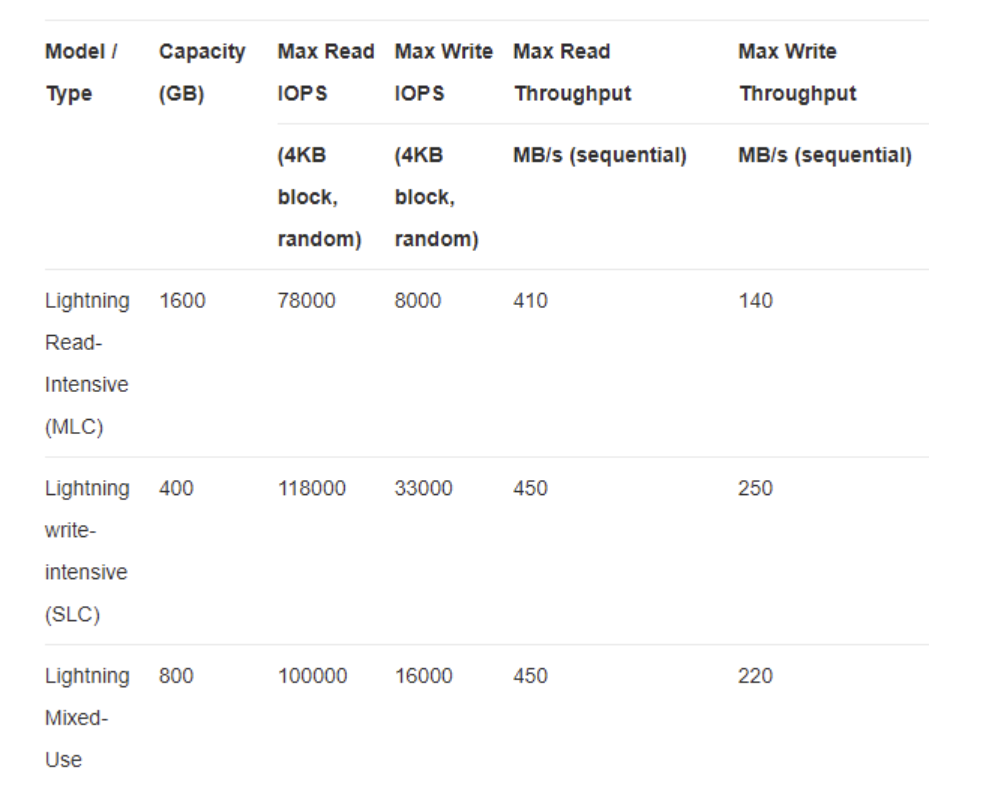 Model / Capacity Max Read Max Write Max Read Max Write
Type (GB) IOPS IOPS Throughput Throughput
(4KB (4KB MB/s (sequential) MB/s (sequential)
block, block,
random) random)
Lightning 1600 78000 8000 410 140
Read-
Intensive
(MLC)
Lightning 400 118000 33000 450 250
write-
intensive
(SLC)
Lightning 800 100000 16000 450 220
Mixed-
Use